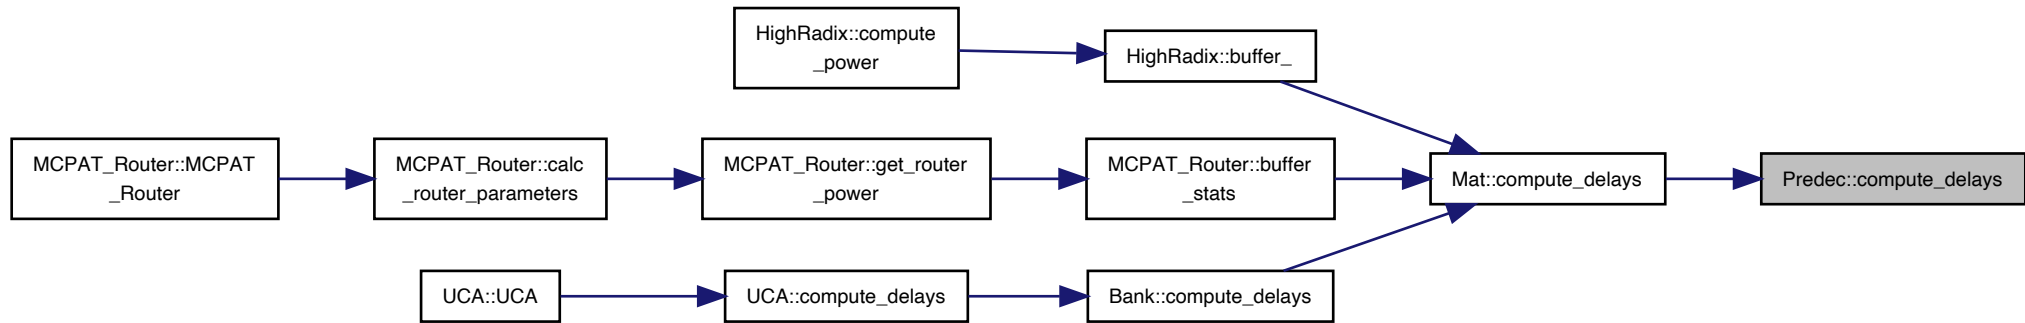 HighRadix::compute
_power
HighRadix::buffer_
MCPAT_Router::MCPAT
_Router
MCPAT_Router::calc
_router_parameters
MCPAT_Router::get_router
_power
MCPAT_Router::buffer
_stats
Mat::compute_delays
Predec::compute_delays
UCA::UCA
UCA::compute_delays
Bank::compute_delays